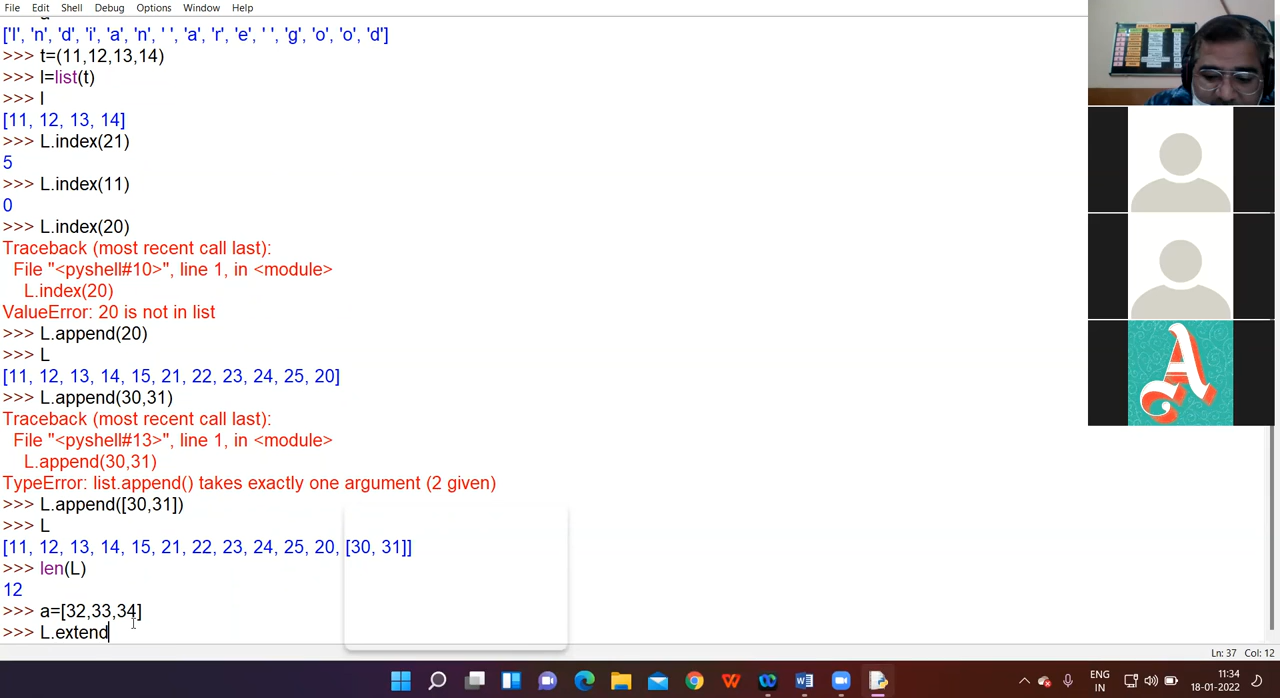 File Edit Shell Debug Options Window Help
['I', 'n', 'd', 'i', 'a', 'n', ' ', 'a', 'r', 'e', ' ', 'g', 'o', 'o', 'd']
>>> t=(11,12,13,14)
>>> l=list(t)
>>> l
[11, 12, 13, 14]
>>> L.index(21)
5
>>> L.index(11)
0
>>> L.index(20)
Traceback (most recent call last):
  File "<pyshell#10>", line 1, in <module>
    L.index(20)
ValueError: 20 is not in list
>>> L.append(20)
>>> L
[11, 12, 13, 14, 15, 21, 22, 23, 24, 25, 20]
>>> L.append(30,31)
Traceback (most recent call last):
  File "<pyshell#13>", line 1, in <module>
    L.append(30,31)
TypeError: list.append() takes exactly one argument (2 given)
>>> L.append([30,31])
>>> L
[11, 12, 13, 14, 15, 21, 22, 23, 24, 25, 20, [30, 31]]
>>> len(L)
12
>>> a=[32,33,34]
>>> L.extend
A
Ln: 37 Col: 12
ENG
IN
11:34
18-01-2022